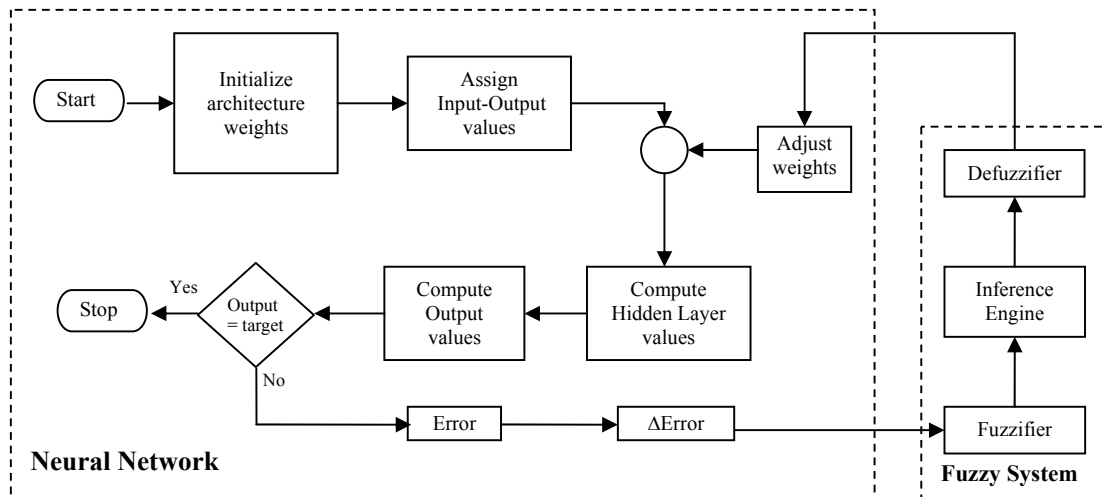 Start
Initialize
architecture
weights
Assign
Input-Output
values
Adjust
weights
Defuzzifier
Stop
Yes
Output
= target
No
Compute
Output
values
Compute
Hidden Layer
values
Inference
Engine
Error
ΔError
Fuzzifier
Neural Network
Fuzzy System